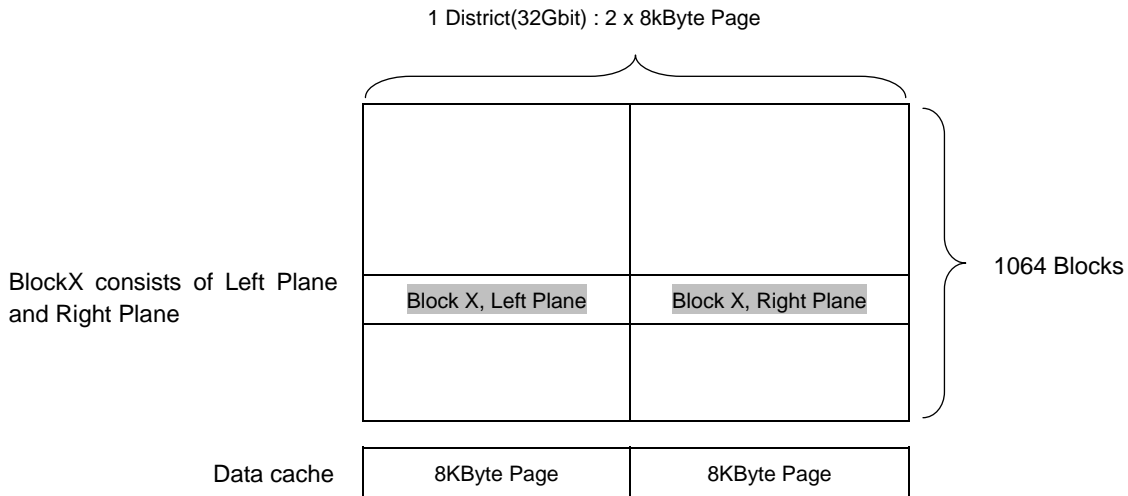 1 District(32Gbit) : 2 x 8kByte Page
BlockX consists of Left Plane
and Right Plane
Block X, Left Plane
Block X, Right Plane
1064 Blocks
Data cache
8KByte Page
8KByte Page